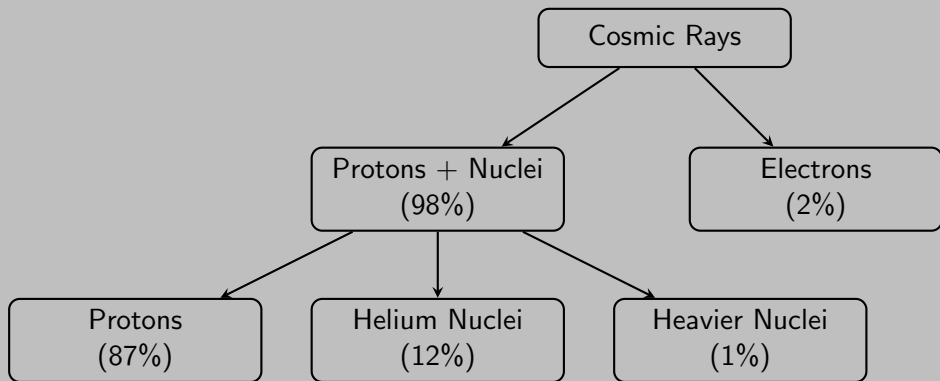 Cosmic Rays
Protons + Nuclei
(98%)
Electrons
(2%)
Protons
(87%)
Helium Nuclei
(12%)
Heavier Nuclei
(1%)